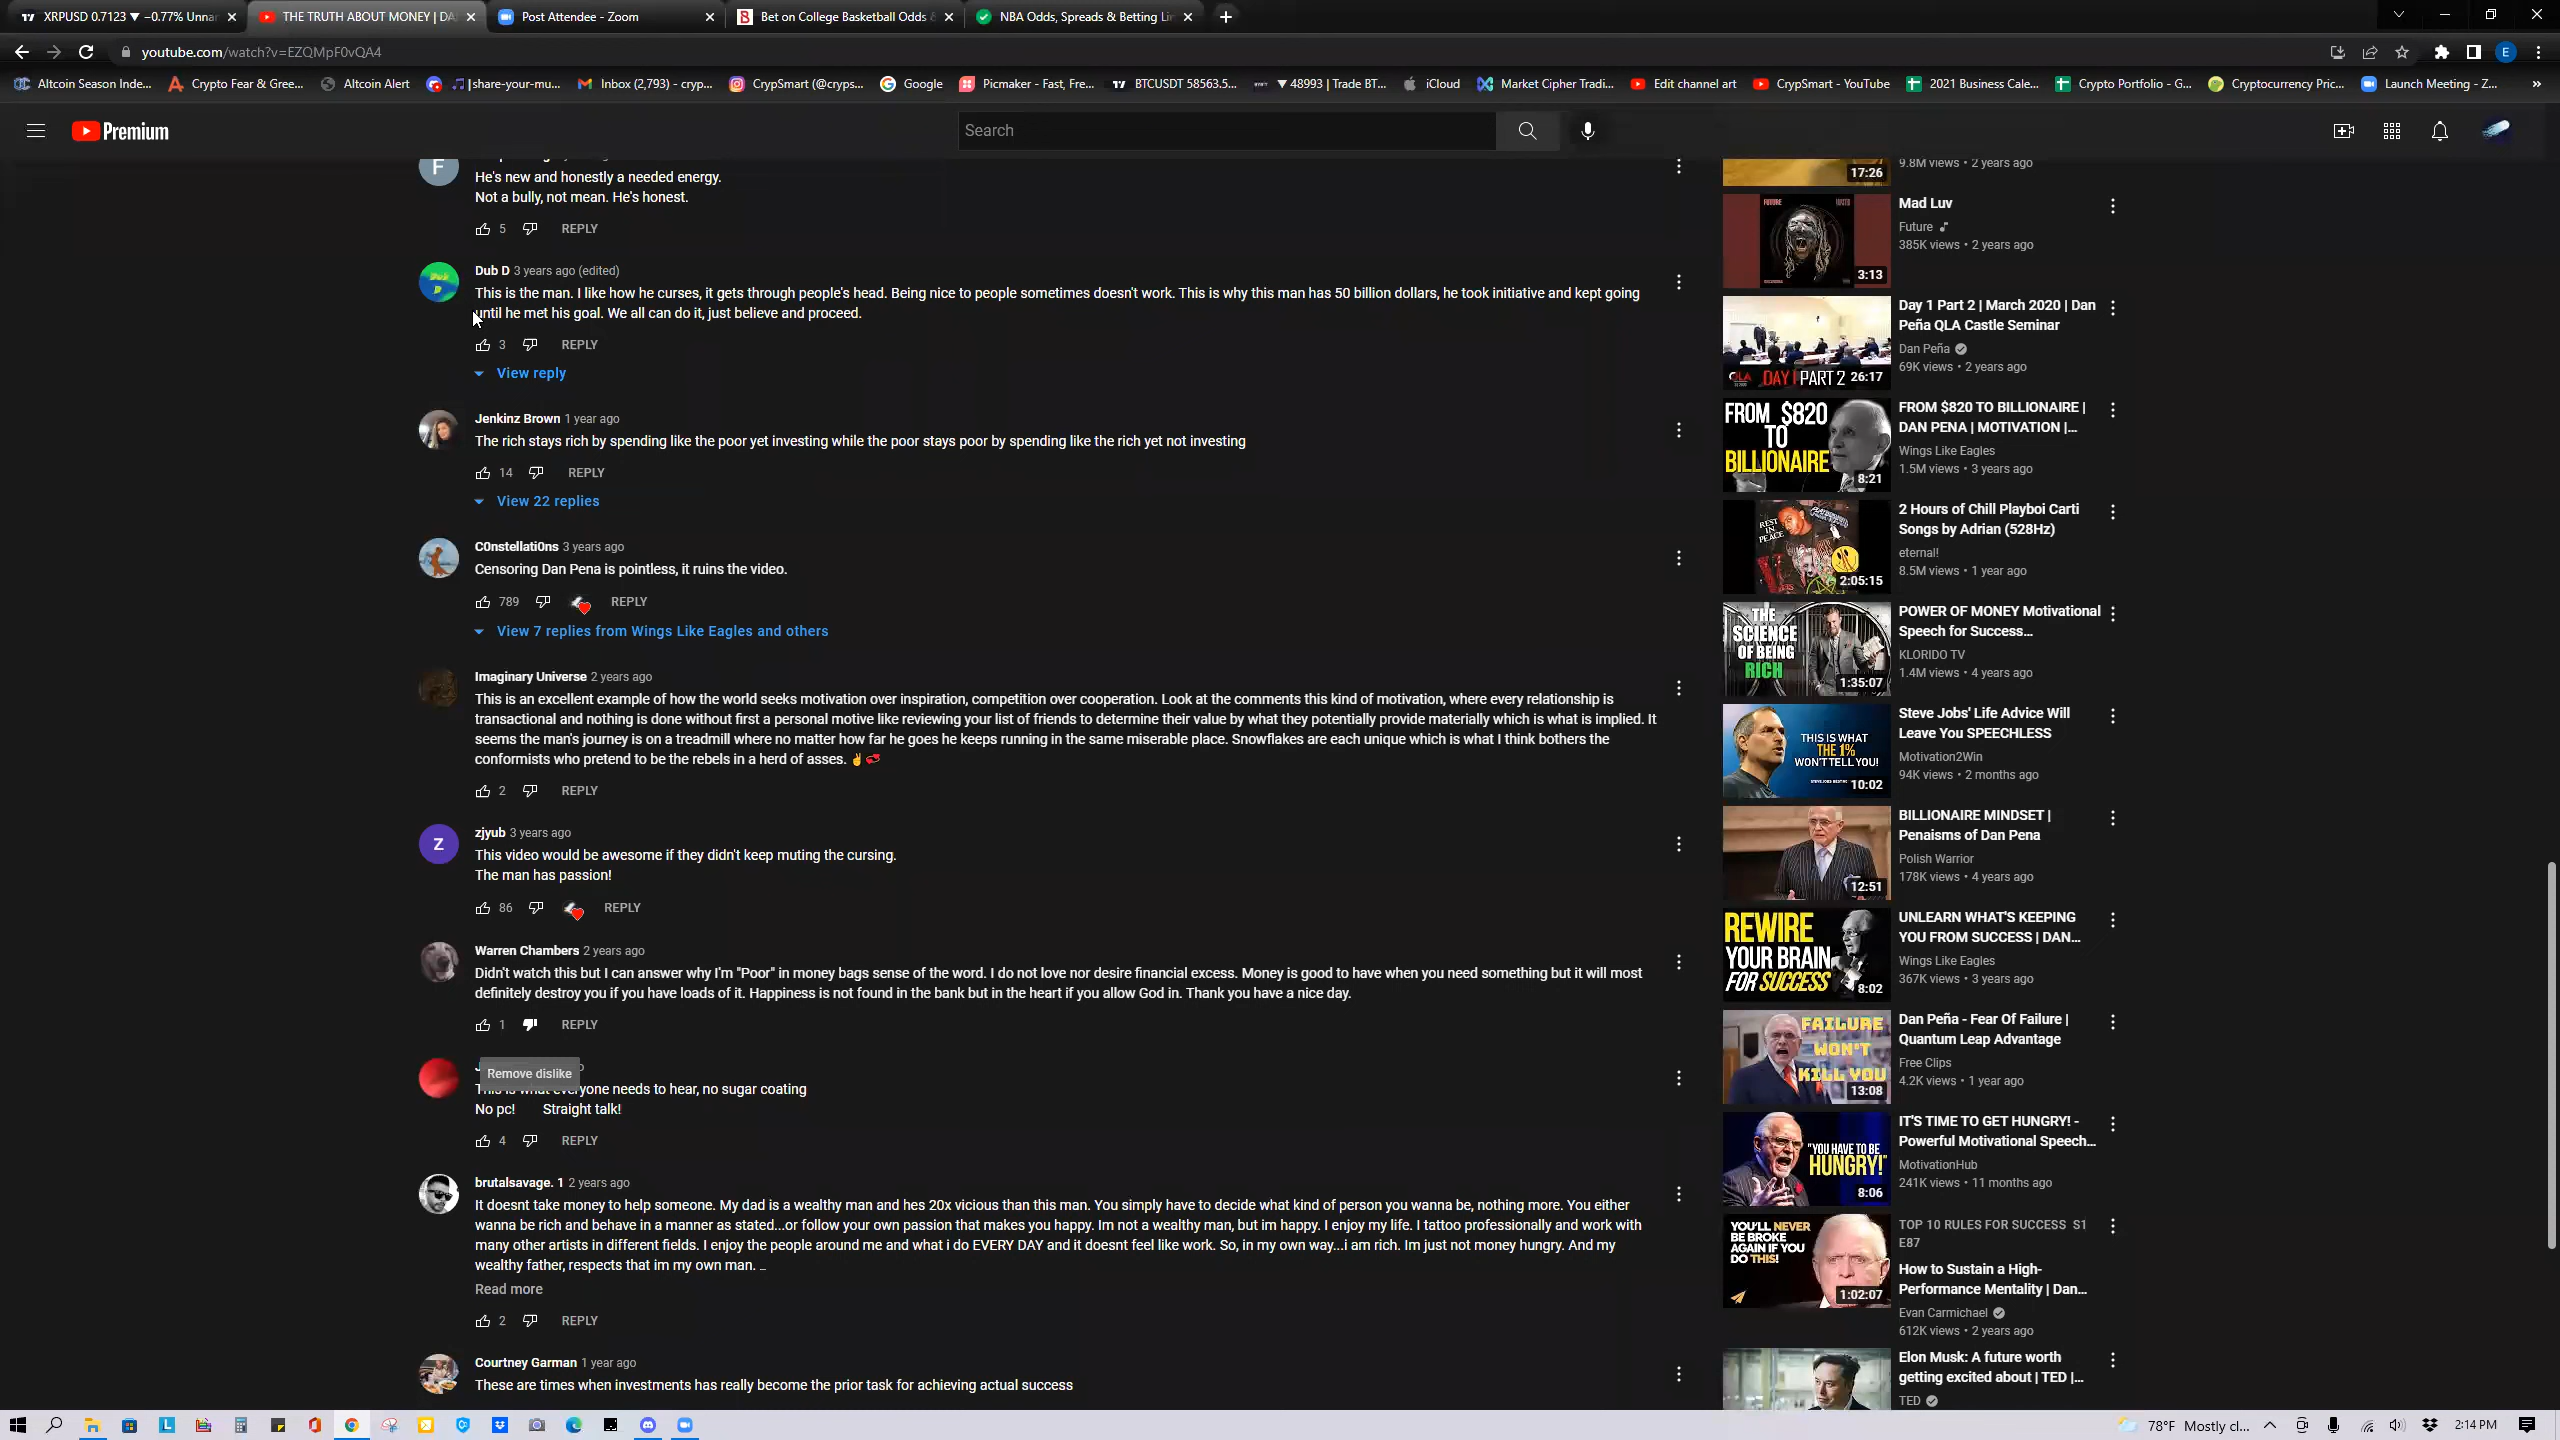 XRPUSD 0.7123 ▼ −0.77% Unnar
THE TRUTH ABOUT MONEY | DA
Post Attendee - Zoom
Bet on College Basketball Odds &
NBA Odds, Spreads & Betting Li
youtube.com/watch?v=EZQMpF0vQA4
Altcoin Season Inde...
Crypto Fear & Gree...
Altcoin Alert
|share-your-mu...
Inbox (2,793) - cryp...
CrypSmart (@cryps...
Google
Picmaker - Fast, Fre...
BTCUSDT 58563.5...
▼ 48993 | Trade BT...
iCloud
Market Cipher Tradi...
Edit channel art
CrypSmart - YouTube
2021 Business Cale...
Crypto Portfolio - G...
Cryptocurrency Pric...
Launch Meeting - Z...
Premium
Search
F
He's new and honestly a needed energy.
Not a bully, not mean. He's honest.
5 REPLY
Dub D 3 years ago (edited)
This is the man. I like how he curses, it gets through people's head. Being nice to people sometimes doesn't work. This is why this man has 50 billion dollars, he took initiative and kept going
until he met his goal. We all can do it, just believe and proceed.
3 REPLY
View reply
Jenkinz Brown 1 year ago
The rich stays rich by spending like the poor yet investing while the poor stays poor by spending like the rich yet not investing
14 REPLY
View 22 replies
C0nstellati0ns 3 years ago
Censoring Dan Pena is pointless, it ruins the video.
789 REPLY
View 7 replies from Wings Like Eagles and others
Imaginary Universe 2 years ago
This is an excellent example of how the world seeks motivation over inspiration, competition over cooperation. Look at the comments this kind of motivation, where every relationship is
transactional and nothing is done without first a personal motive like reviewing your list of friends to determine their value by what they potentially provide materially which is what is implied. It
seems the man's journey is on a treadmill where no matter how far he goes he keeps running in the same miserable place. Snowflakes are each unique which is what I think bothers the
conformists who pretend to be the rebels in a herd of asses. ✌️💞
2 REPLY
Z
zjyub 3 years ago
This video would be awesome if they didn't keep muting the cursing.
The man has passion!
86 REPLY
Warren Chambers 2 years ago
Didn't watch this but I can answer why I'm "Poor" in money bags sense of the word. I do not love nor desire financial excess. Money is good to have when you need something but it will most
definitely destroy you if you have loads of it. Happiness is not found in the bank but in the heart if you allow God in. Thank you have a nice day.
1 REPLY
Remove dislike
This is what everyone needs to hear, no sugar coating
No pc! Straight talk!
4 REPLY
brutalsavage. 1 2 years ago
It doesnt take money to help someone. My dad is a wealthy man and hes 20x vicious than this man. You simply have to decide what kind of person you wanna be, nothing more. You either
wanna be rich and behave in a manner as stated...or follow your own passion that makes you happy. Im not a wealthy man, but im happy. I enjoy my life. I tattoo professionally and work with
many other artists in different fields. I enjoy the people around me and what i do EVERY DAY and it doesnt feel like work. So, in my own way...i am rich. Im just not money hungry. And my
wealthy father, respects that im my own man. ...
Read more
2 REPLY
Courtney Garman 1 year ago
These are times when investments has really become the prior task for achieving actual success
17:26
9.8M views • 2 years ago
FUTURE
3:13
Mad Luv
Future
385K views • 2 years ago
QLA DAY 1 PART 2 26:17
Day 1 Part 2 | March 2020 | Dan
Peña QLA Castle Seminar
Dan Peña
69K views • 2 years ago
FROM $820
TO
BILLIONAIRE
8:21
FROM $820 TO BILLIONAIRE |
DAN PENA | MOTIVATION |...
Wings Like Eagles
1.5M views • 3 years ago
REST
IN
PEACE
2:05:15
2 Hours of Chill Playboi Carti
Songs by Adrian (528Hz)
eternal!
8.5M views • 1 year ago
THE
SCIENCE
OF BEING
RICH
1:35:07
POWER OF MONEY Motivational
Speech for Success...
KLORIDO TV
1.4M views • 4 years ago
THIS IS WHAT
THE 1%
WON'T TELL YOU!
10:02
Steve Jobs' Life Advice Will
Leave You SPEECHLESS
Motivation2Win
94K views • 2 months ago
12:51
BILLIONAIRE MINDSET |
Penaisms of Dan Pena
Polish Warrior
178K views • 4 years ago
REWIRE
YOUR BRAIN
FOR SUCCESS
8:02
UNLEARN WHAT'S KEEPING
YOU FROM SUCCESS | DAN...
Wings Like Eagles
367K views • 3 years ago
FAILURE
WON'T
KILL YOU
13:08
Dan Peña - Fear Of Failure |
Quantum Leap Advantage
Free Clips
4.2K views • 1 year ago
"YOU HAVE TO BE
HUNGRY!"
8:06
IT'S TIME TO GET HUNGRY! -
Powerful Motivational Speech...
MotivationHub
241K views • 11 months ago
YOU'LL NEVER
BE BROKE
AGAIN IF YOU
DO THIS!
1:02:07
TOP 10 RULES FOR SUCCESS S1
E87
How to Sustain a High-
Performance Mentality | Dan...
Evan Carmichael
612K views • 2 years ago
Elon Musk: A future worth
getting excited about | TED |...
TED
78°F Mostly cl...
2:14 PM